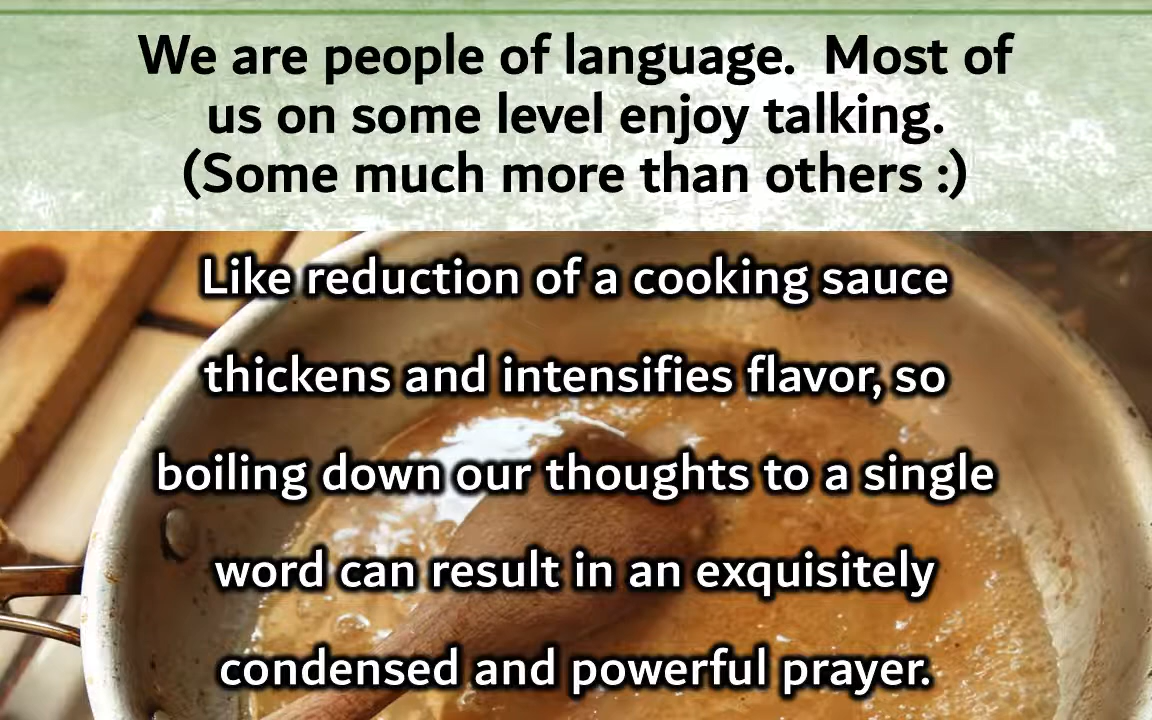 We are people of language.  Most of
us on some level enjoy talking.
(Some much more than others :)
Like reduction of a cooking sauce
thickens and intensifies flavor, so
boiling down our thoughts to a single
word can result in an exquisitely
condensed and powerful prayer.